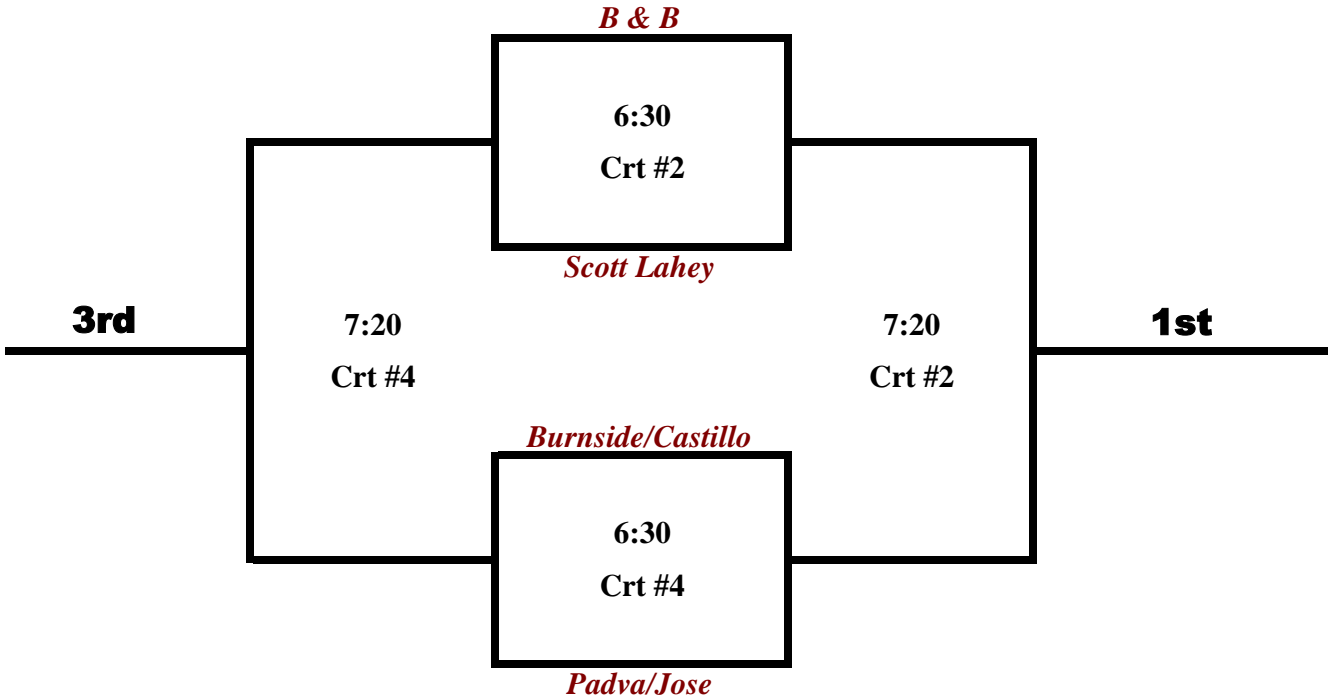 B & B
6:30
Crt #2
Scott Lahey
3rd
7:20
Crt #4
7:20
Crt #2
1st
Burnside/Castillo
6:30
Crt #4
Padva/Jose